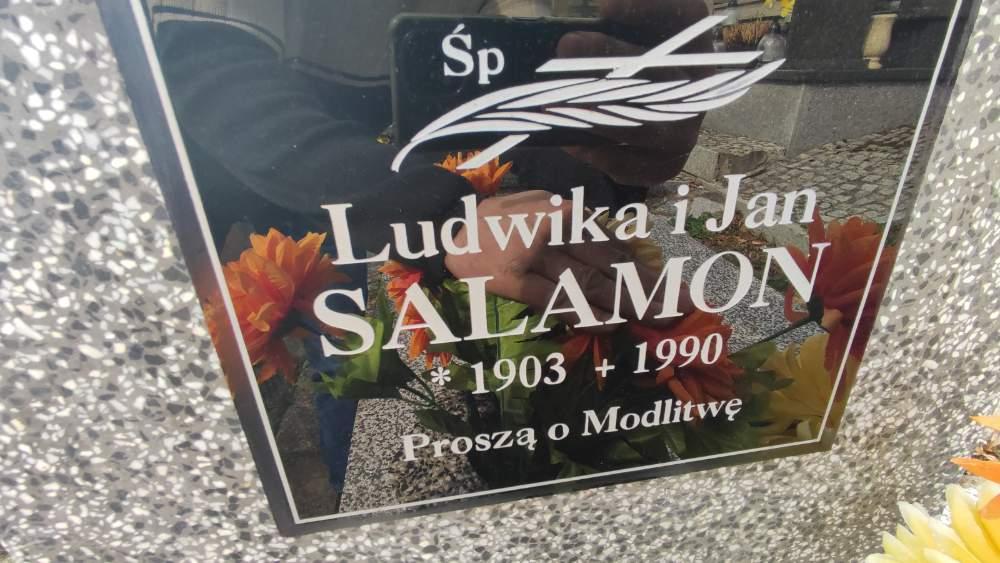 Śp
Ludwika i Jan
SALAMON
* 1903 + 1990
Proszą o Modlitwę